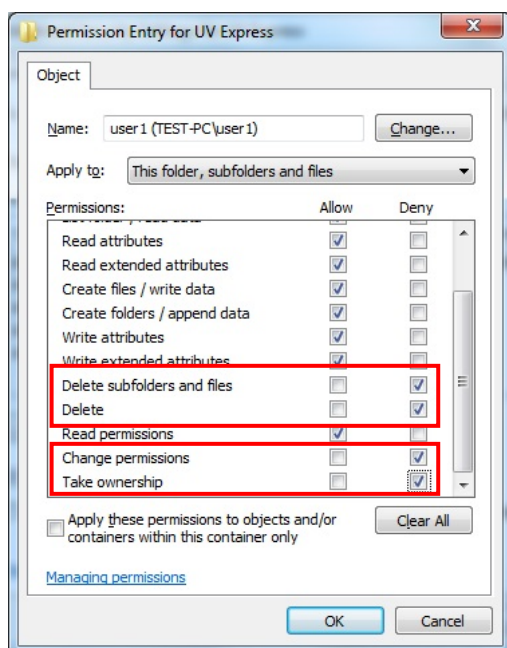 Permission Entry for UV Express
Object
Name: user1 (TEST-PC\user1) Change...
Apply to: This folder, subfolders and files
Permissions: Allow Deny
Read attributes
Read extended attributes
Create files / write data
Create folders / append data
Write attributes
Write extended attributes
Delete subfolders and files
Delete
Read permissions
Change permissions
Take ownership
Apply these permissions to objects and/or Clear All
containers within this container only
Managing permissions
OK Cancel